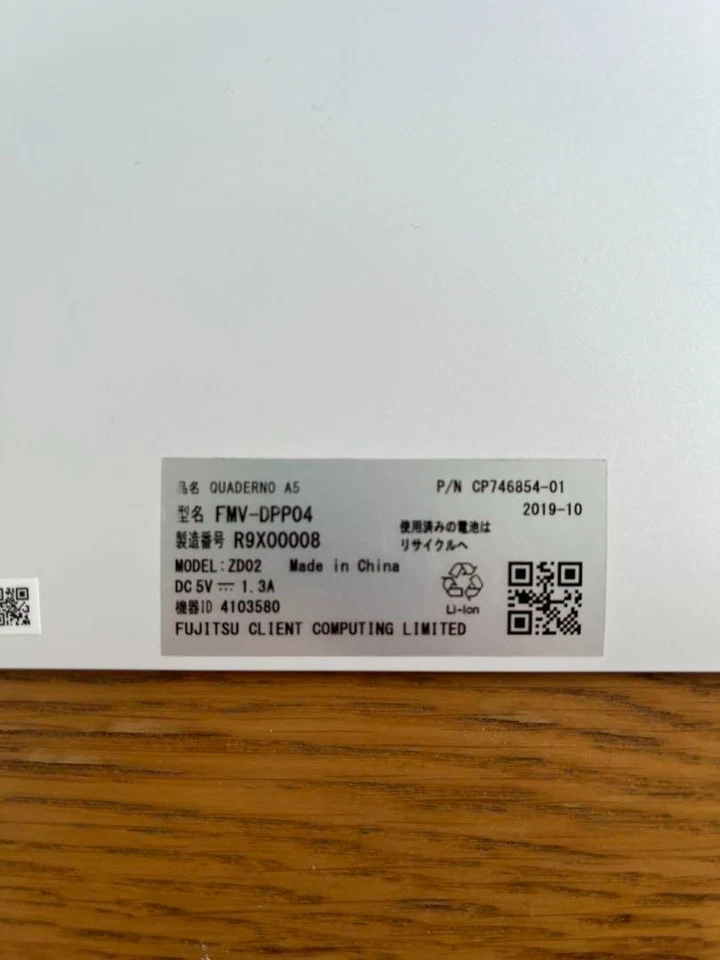 品名 QUADERNO A5
P/N CP746854-01
2019-10
型名 FMV-DPP04
製造番号 R9X00008
使用済みの電池は
リサイクルへ
MODEL:ZD02 Made in China
DC 5V ⎓ 1.3A
機器ID 4103580
Li-ion
FUJITSU CLIENT COMPUTING LIMITED